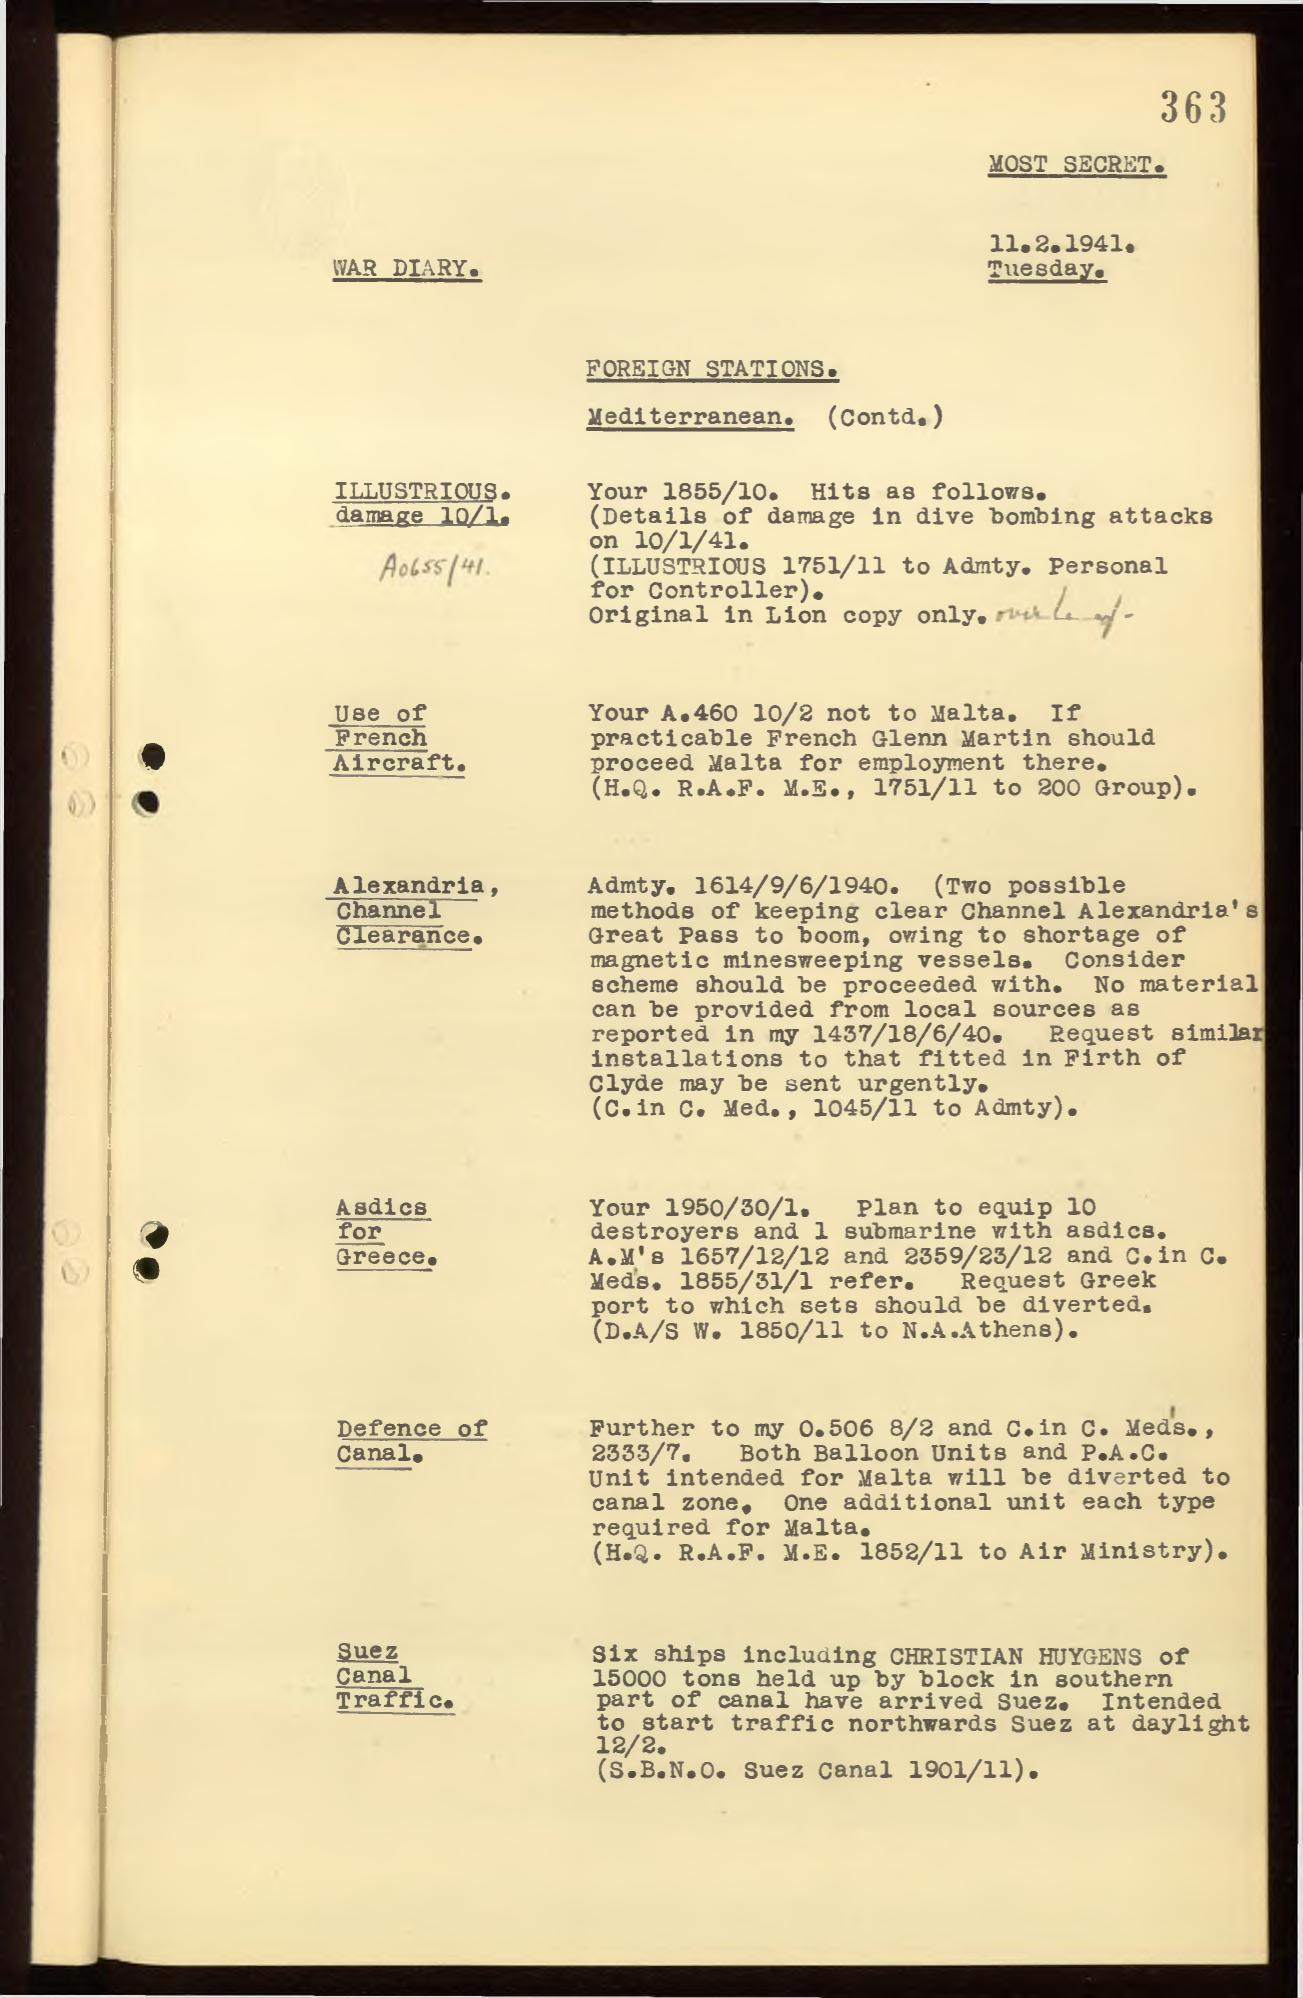 363
MOST SECRET.
11.2.1941.
Tuesday.
WAR DIARY.
FOREIGN STATIONS.
Mediterranean. (Contd.)
ILLUSTRIOUS.
damage 10/1.
A0655/41.
Your 1855/10. Hits as follows.
(Details of damage in dive bombing attacks
on 10/1/41.
(ILLUSTRIOUS 1751/11 to Admty. Personal
for Controller).
Original in Lion copy only. overleaf-
Use of
French
Aircraft.
Your A.460 10/2 not to Malta. If
practicable French Glenn Martin should
proceed Malta for employment there.
(H.Q. R.A.F. M.E., 1751/11 to 200 Group).
Alexandria,
Channel
Clearance.
Admty. 1614/9/6/1940. (Two possible
methods of keeping clear Channel Alexandria's
Great Pass to boom, owing to shortage of
magnetic minesweeping vessels. Consider
scheme should be proceeded with. No material
can be provided from local sources as
reported in my 1437/18/6/40. Request similar
installations to that fitted in Firth of
Clyde may be sent urgently.
(C.in C. Med., 1045/11 to Admty).
Asdics
for
Greece.
Your 1950/30/1. Plan to equip 10
destroyers and 1 submarine with asdics.
A.M's 1657/12/12 and 2359/23/12 and C.in C.
Med's. 1855/31/1 refer. Request Greek
port to which sets should be diverted.
(D.A/S W. 1850/11 to N.A.Athens).
Defence of
Canal.
Further to my O.506 8/2 and C.in C. Med's.,
2333/7. Both Balloon Units and P.A.C.
Unit intended for Malta will be diverted to
canal zone. One additional unit each type
required for Malta.
(H.Q. R.A.F. M.E. 1852/11 to Air Ministry).
Suez
Canal
Traffic.
Six ships including CHRISTIAN HUYGENS of
15000 tons held up by block in southern
part of canal have arrived Suez. Intended
to start traffic northwards Suez at daylight
12/2.
(S.B.N.O. Suez Canal 1901/11).